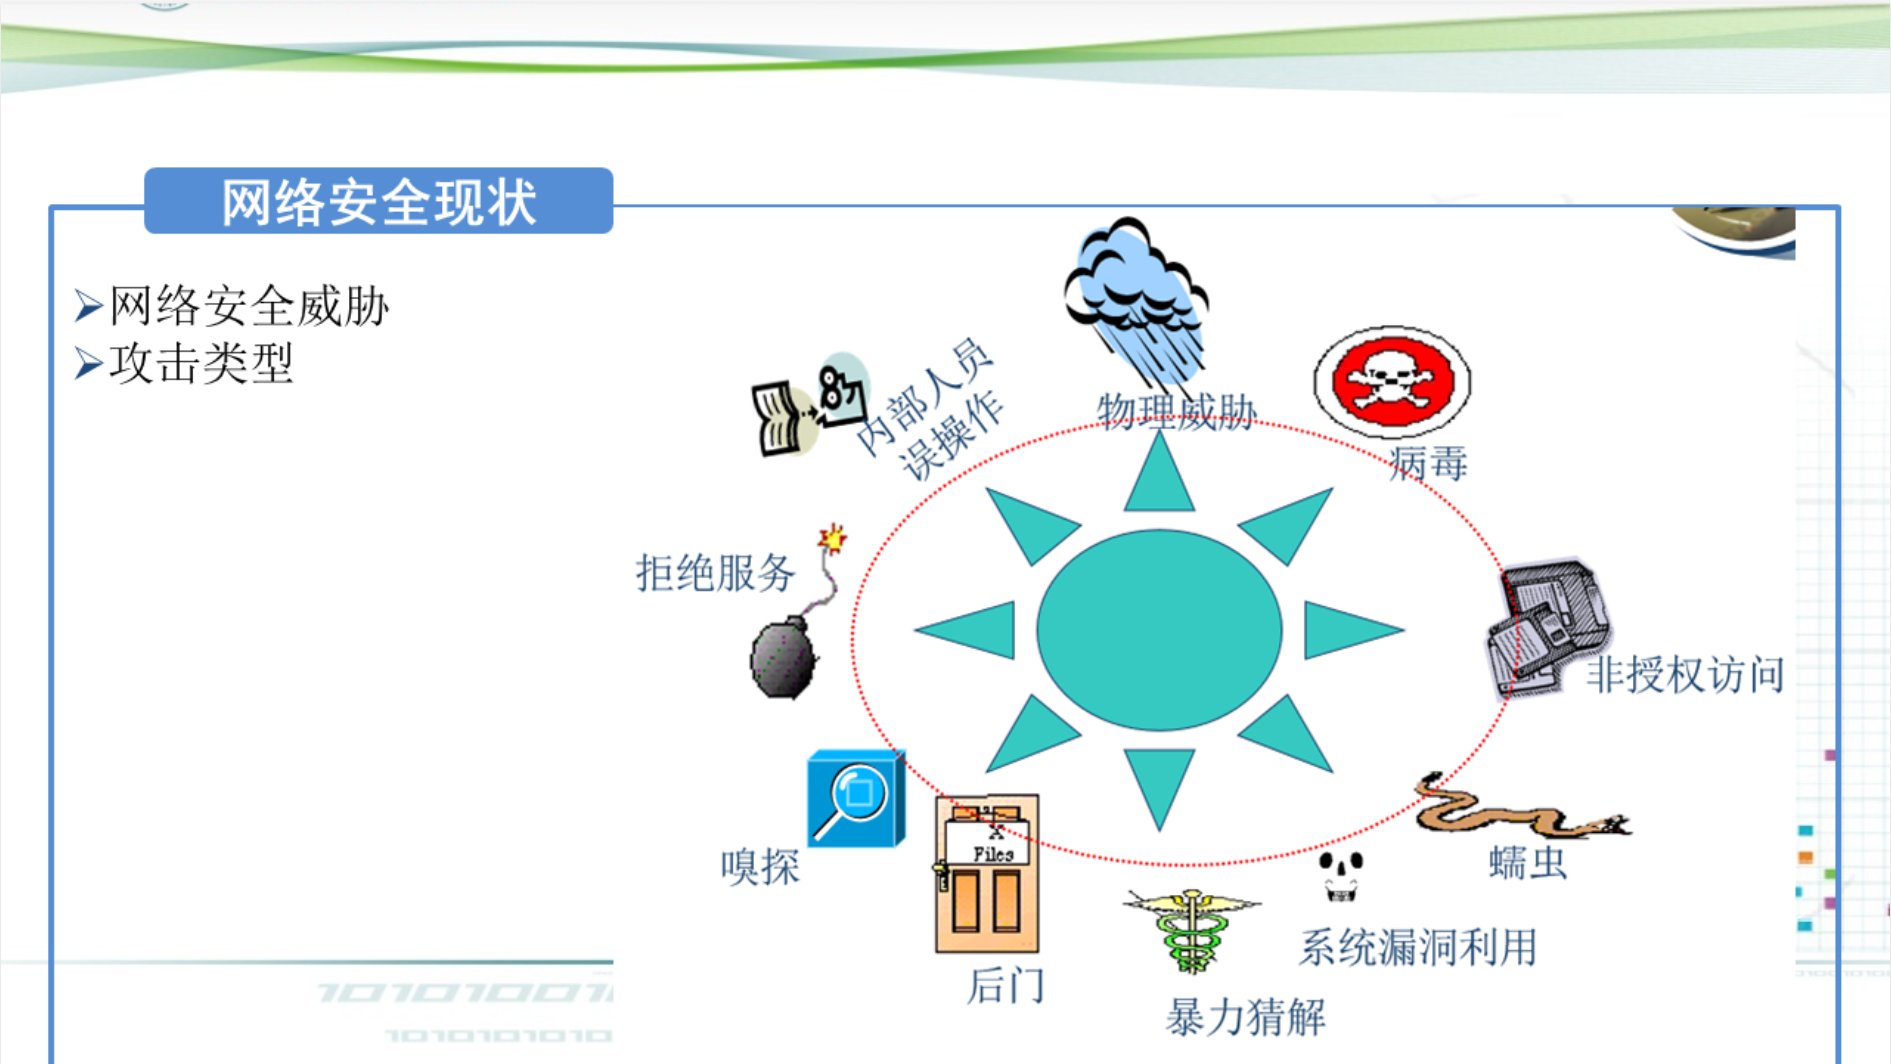 网络安全现状
网络安全威胁
攻击类型
物理威胁
内部人员
误操作
病毒
拒绝服务
非授权访问
嗅探
X
Files
蠕虫
系统漏洞利用
后门
暴力猜解
10101001
101010101010